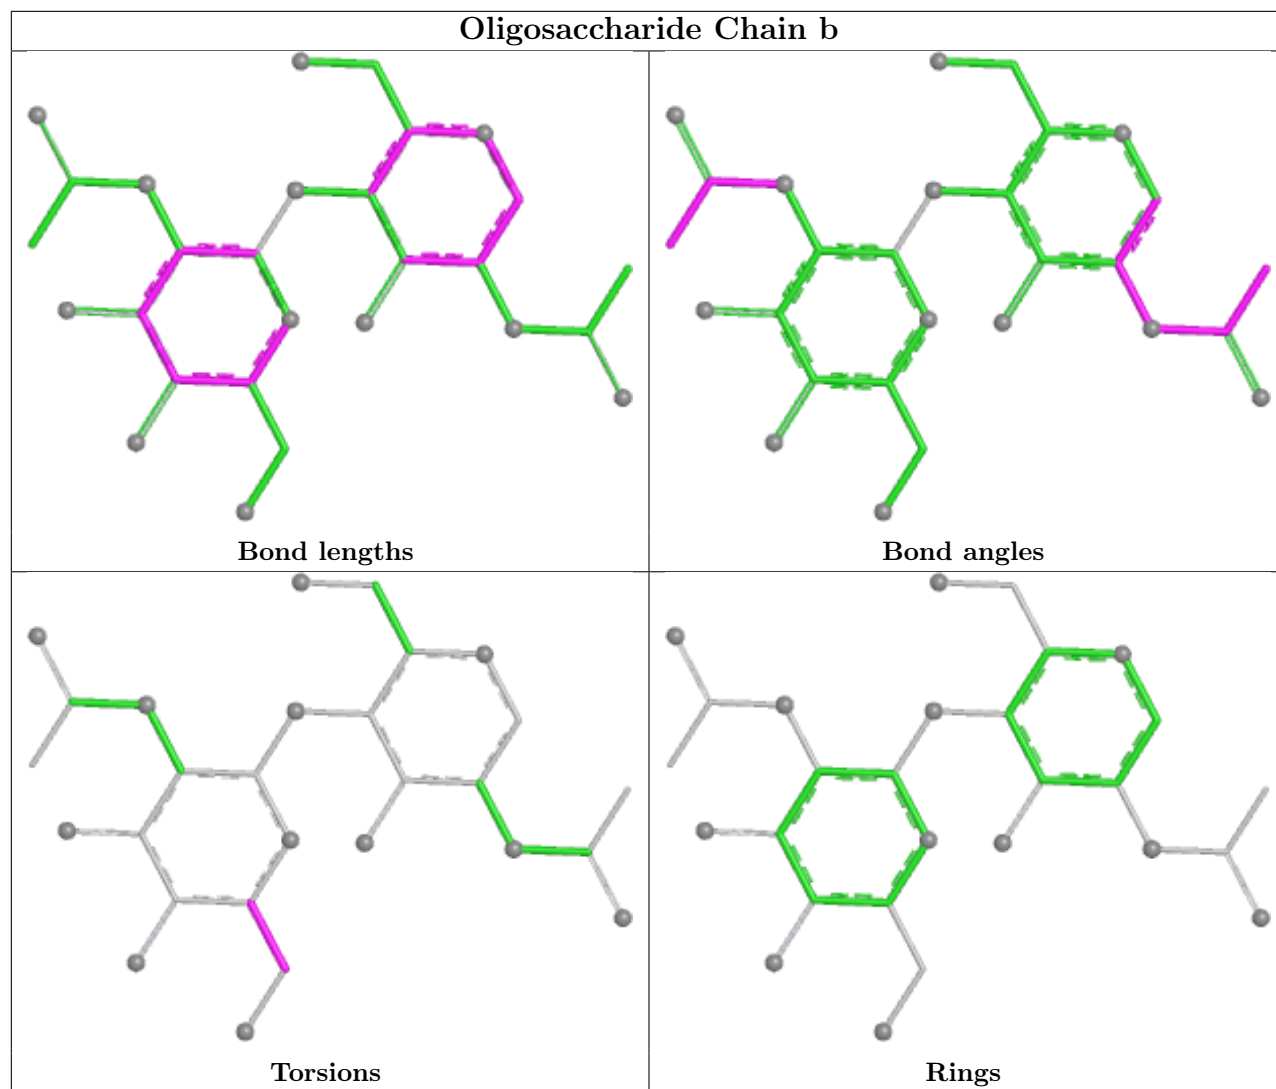 Oligosaccharide Chain b
Bond lengths
Bond angles
Torsions
Rings